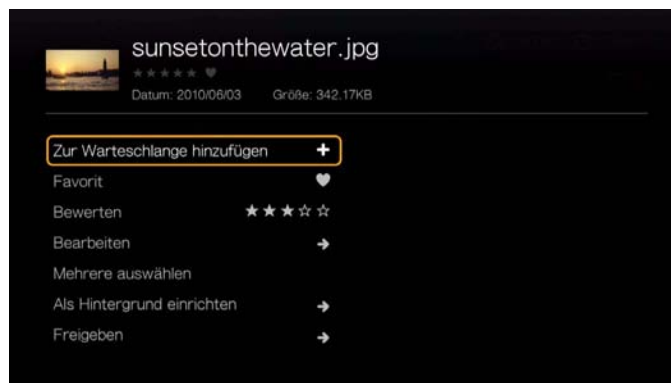 sunsetonthewater.jpg
Datum: 2010/06/03 Größe: 342.17KB
Zur Warteschlange hinzufügen
Favorit
Bewerten
Bearbeiten
Mehrere auswählen
Als Hintergrund einrichten
Freigeben